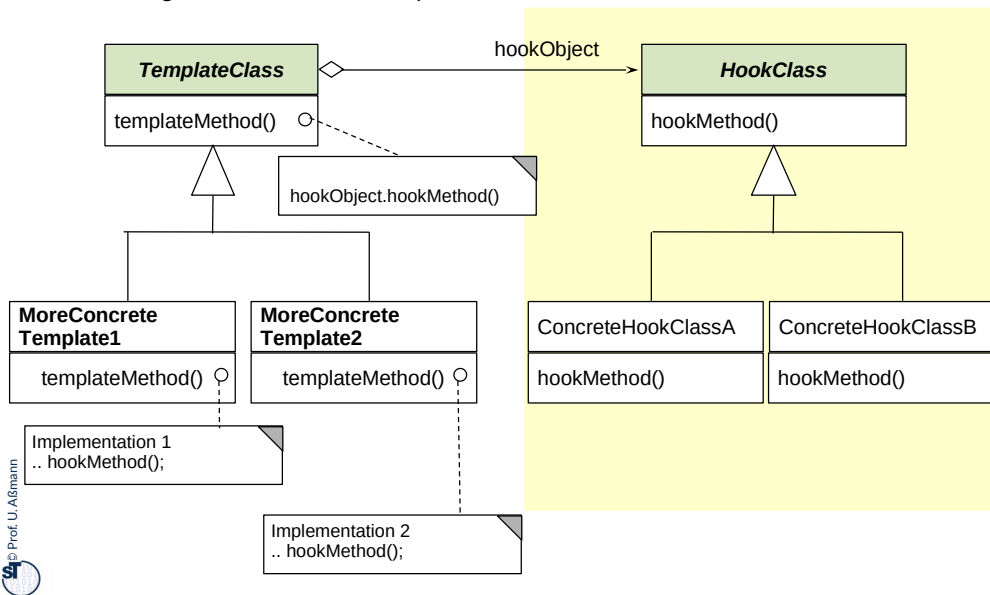 hookObject
TemplateClass
HookClass
templateMethod()
hookMethod()
hookObject.hookMethod()
MoreConcrete
Template1
MoreConcrete
Template2
ConcreteHookClassA
ConcreteHookClassB
templateMethod()
templateMethod()
hookMethod()
hookMethod()
Implementation 1
.. hookMethod();
Implementation 2
.. hookMethod();
© Prof. U. Aßmann
ST